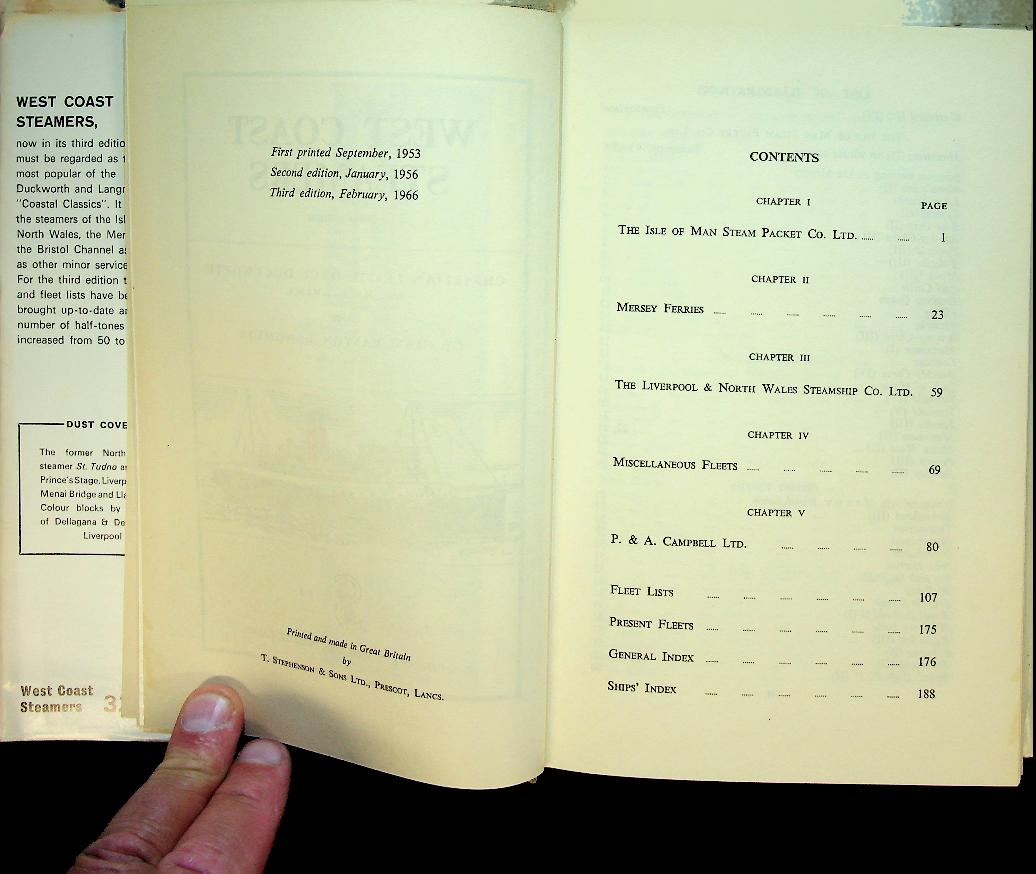 WEST COAST
STEAMERS,
now in its third editio
must be regarded as
most popular of the
Duckworth and Langr
"Coastal Classics". It
the steamers of the Isl
North Wales, the Mer
the Bristol Channel a
as other minor service
For the third edition t
and fleet lists have be
brought up-to-date a
number of half-tones
increased from 50 to
DUST COVE
The former North
steamer St. Tudno a
Prince's Stage, Liverp
Menai Bridge and Lla
Colour blocks by
of Dellagana & De
Liverpool
West Coast
Steamers
First printed September, 1953
Second edition, January, 1956
Third edition, February, 1966
Printed and made in Great Britain
by
T. Stephenson & Sons Ltd., Prescot, Lancs.
CONTENTS
CHAPTER I
PAGE
The Isle of Man Steam Packet Co. Ltd. ...... ...... 1
CHAPTER II
Mersey Ferries ...... ...... ...... ...... ...... ...... 23
CHAPTER III
The Liverpool & North Wales Steamship Co. Ltd. 59
CHAPTER IV
Miscellaneous Fleets ...... ...... ...... ...... ...... 69
CHAPTER V
P. & A. Campbell Ltd. ...... ...... ...... ...... 80
Fleet Lists ...... ...... ...... ...... ...... ...... 107
Present Fleets ...... ...... ...... ...... ...... ...... 175
General Index ...... ...... ...... ...... ...... ...... 176
Ships' Index ...... ...... ...... ...... ...... ...... 188